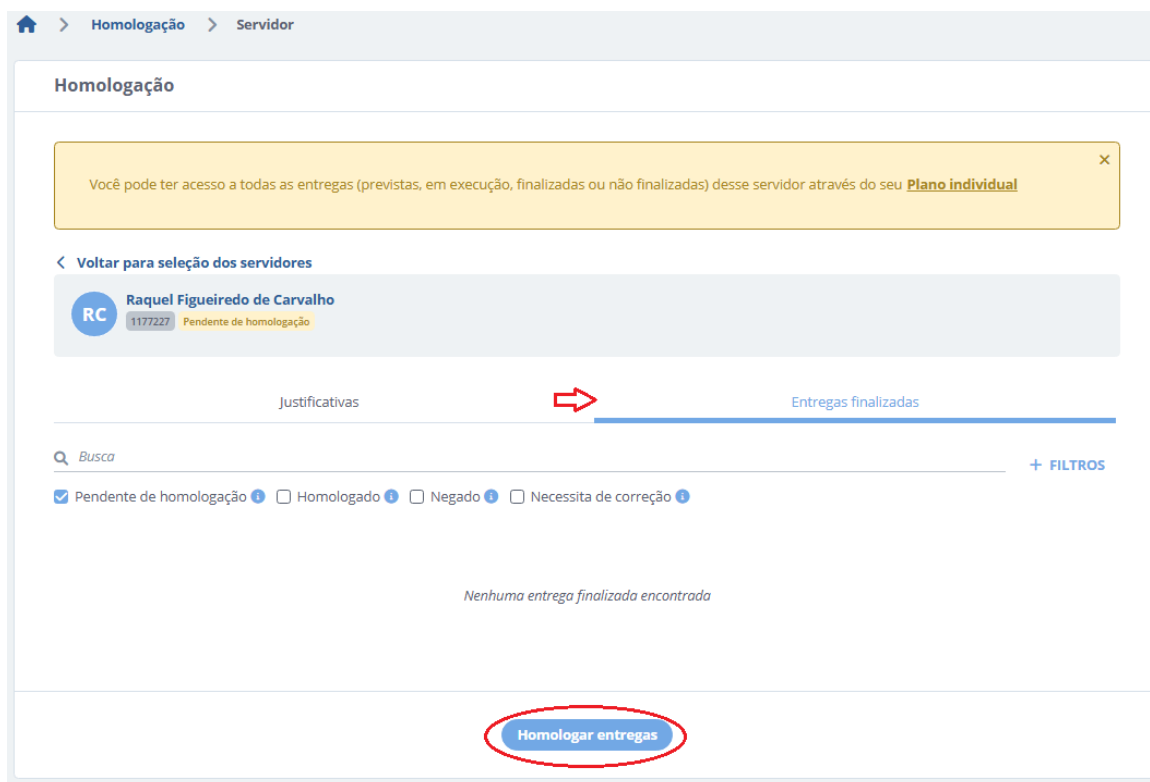 Homologação > Servidor
Homologação
Você pode ter acesso a todas as entregas (previstas, em execução, finalizadas ou não finalizadas) desse servidor através do seu Plano individual
Voltar para seleção dos servidores
RC
Raquel Figueiredo de Carvalho
1177227 Pendente de homologação
Justificativas Entregas finalizadas
Busca
+ FILTROS
Pendente de homologação Homologado Negado Necessita de correção
Nenhuma entrega finalizada encontrada
Homologar entregas